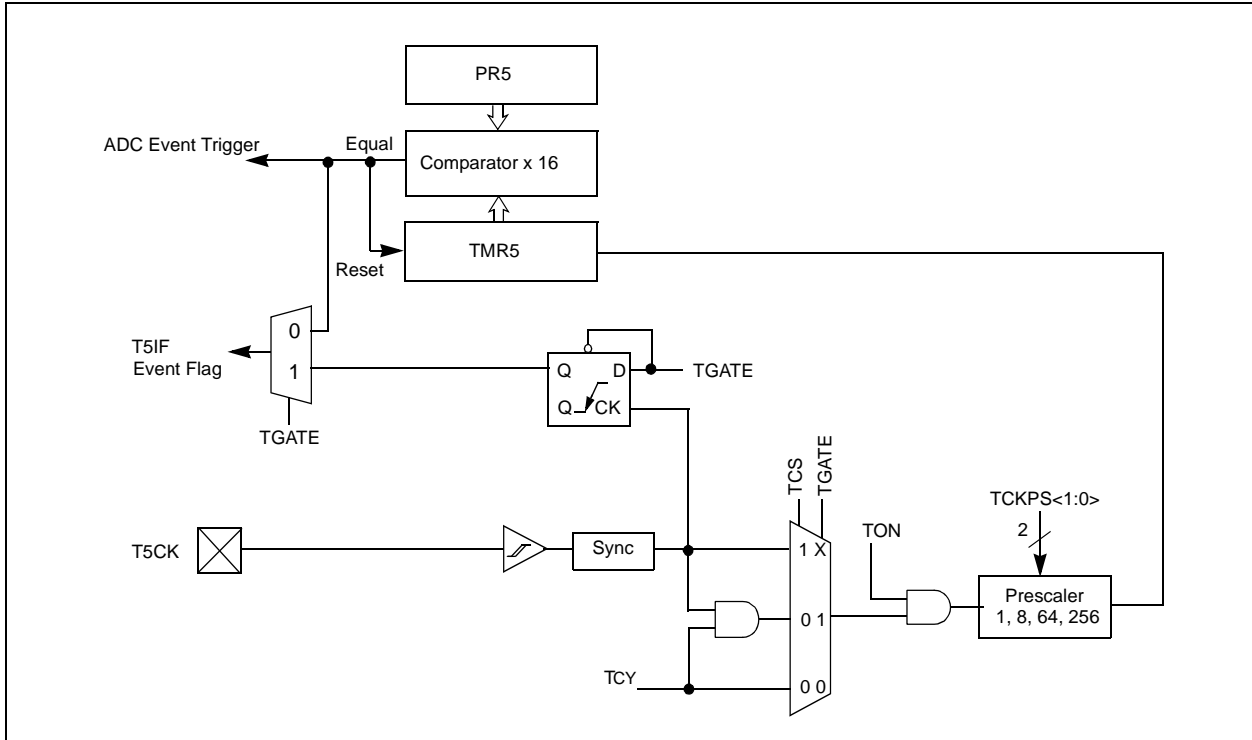 PR5
ADC Event Trigger
Equal
Comparator x 16
TMR5
Reset
0
T5IF
Event Flag
1
Q
D
TGATE
Q
CK
TGATE
TCS
TGATE
TCKPS<1:0>
2
T5CK
Sync
1 X
TON
Prescaler
1, 8, 64, 256
0 1
TCY
0 0